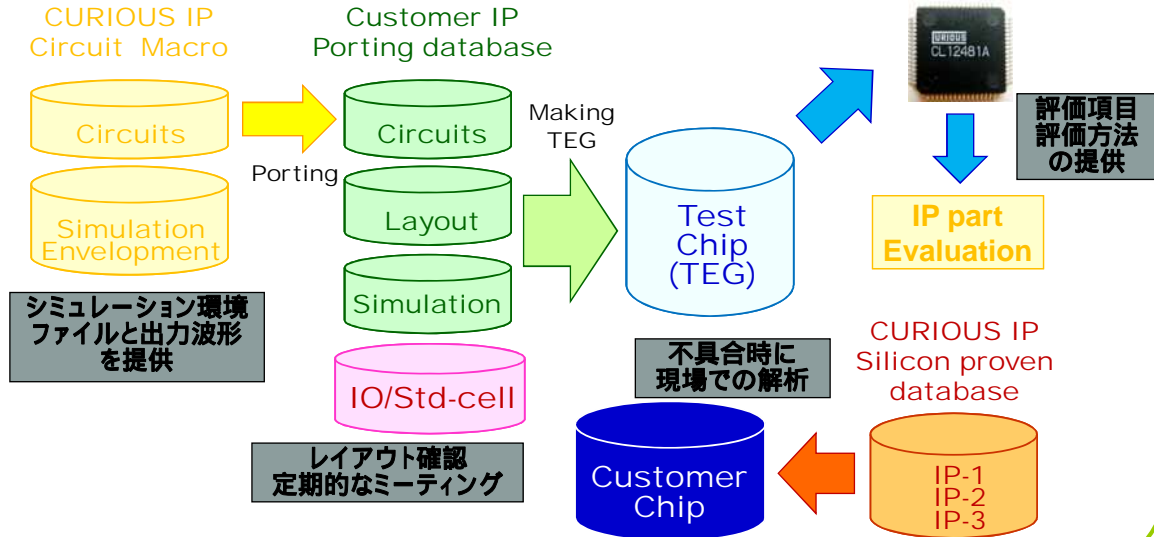 CURIOUS IP
Circuit Macro
Circuits
Simulation
Envelopment
シミュレーション環境
ファイルと出力波形
を提供
Porting
Customer IP
Porting database
Circuits
Layout
Simulation
IO/Std-cell
レイアウト確認
定期的なミーティング
Making
TEG
Test
Chip
(TEG)
URIOUS
CL12481A
評価項目
評価方法
の提供
IP part
Evaluation
不具合時に
現場での解析
Customer
Chip
CURIOUS IP
Silicon proven
database
IP-1
IP-2
IP-3